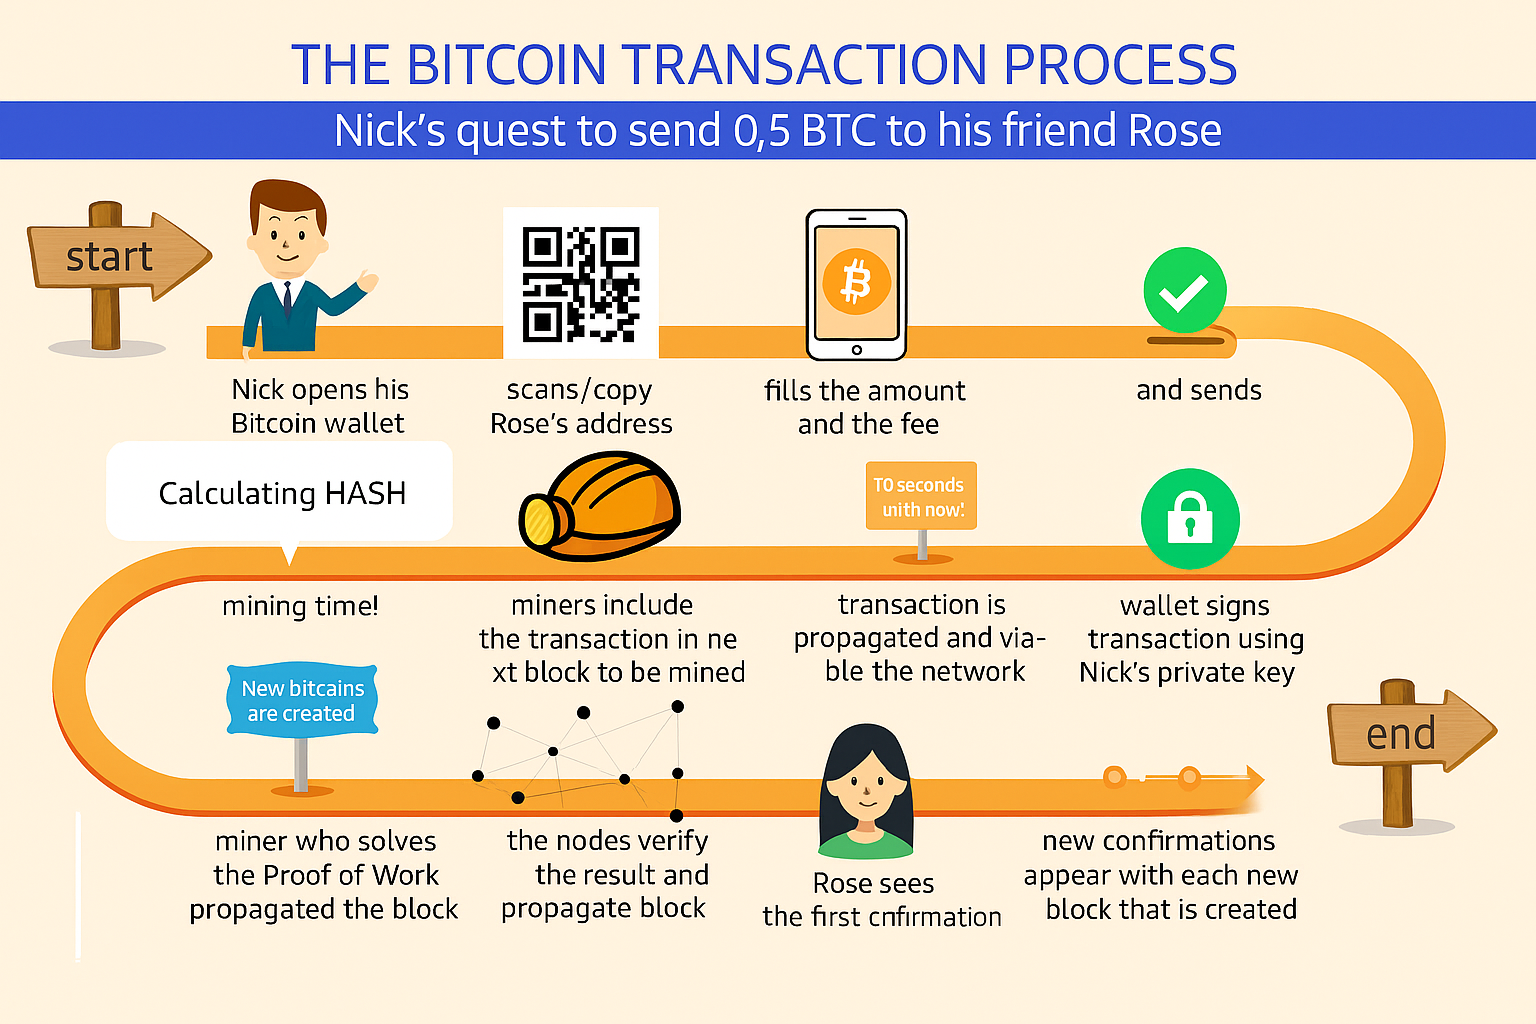 THE BITCOIN TRANSACTION PROCESS
Nick's quest to send 0,5 BTC to his friend Rose
start
Nick opens his
Bitcoin wallet
scans/copy
Rose's address
fills the amount
and the fee
and sends
wallet signs
transaction using
Nick's private key
T0 seconds
uith now!
transaction is
propagated and via-
ble the network
miners include
the transaction in ne
xt block to be mined
Calculating HASH
mining time!
New bitcains
are created
miner who solves
the Proof of Work
propagated the block
the nodes verify
the result and
propagate block
Rose sees
the first cnfirmation
new confirmations
appear with each new
block that is created
end